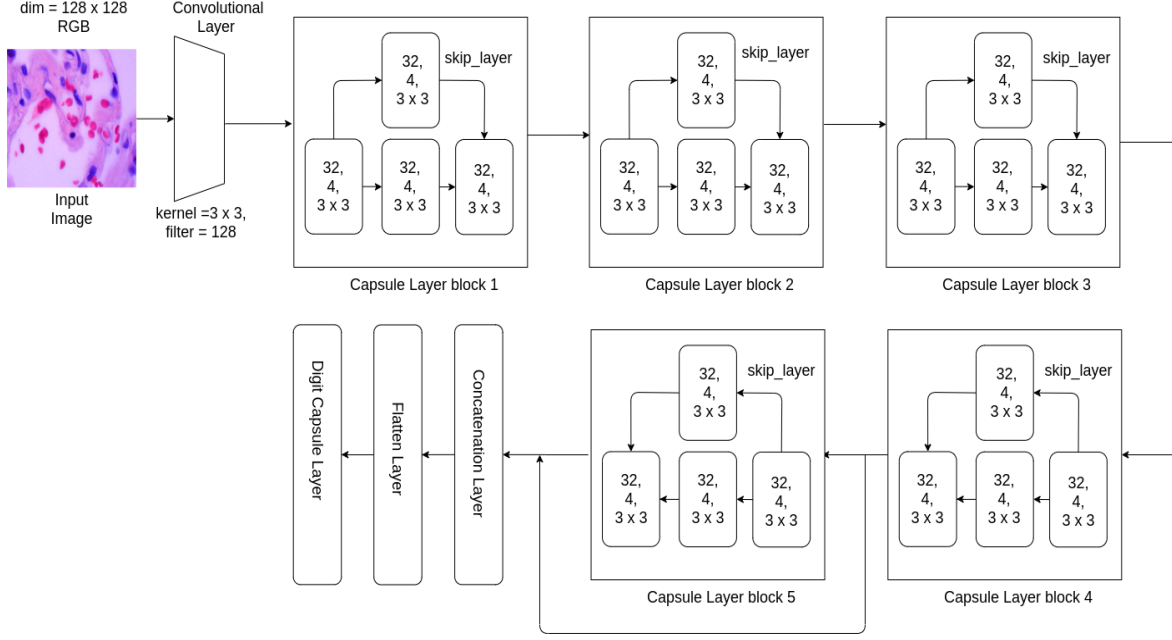 dim = 128 x 128
RGB
Convolutional
Layer
Input
Image
kernel =3 x 3,
filter = 128
32,
4,
3 x 3
skip_layer
32,
4,
3 x 3
32,
4,
3 x 3
32,
4,
3 x 3
Capsule Layer block 1
32,
4,
3 x 3
skip_layer
32,
4,
3 x 3
32,
4,
3 x 3
32,
4,
3 x 3
Capsule Layer block 2
32,
4,
3 x 3
skip_layer
32,
4,
3 x 3
32,
4,
3 x 3
32,
4,
3 x 3
Capsule Layer block 3
Digit Capsule Layer
Flatten Layer
Concatenation Layer
32,
4,
3 x 3
skip_layer
32,
4,
3 x 3
32,
4,
3 x 3
32,
4,
3 x 3
Capsule Layer block 5
32,
4,
3 x 3
skip_layer
32,
4,
3 x 3
32,
4,
3 x 3
32,
4,
3 x 3
Capsule Layer block 4